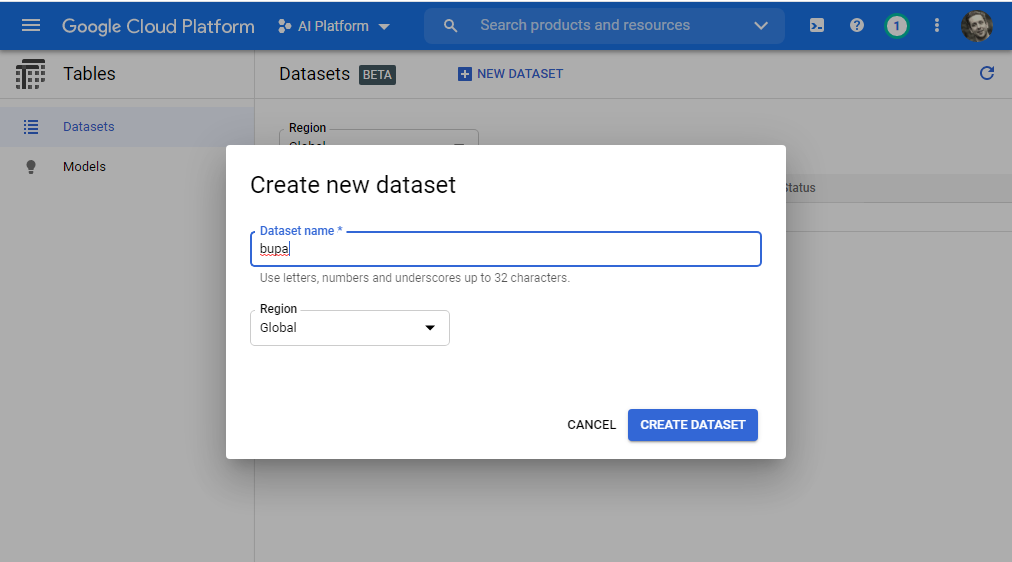 Google Cloud Platform AI Platform Search products and resources 1
Tables Datasets BETA NEW DATASET
Datasets
Models
Region
Global
Status
Create new dataset
Dataset name *
bupa
Use letters, numbers and underscores up to 32 characters.
Region
Global
CANCEL CREATE DATASET